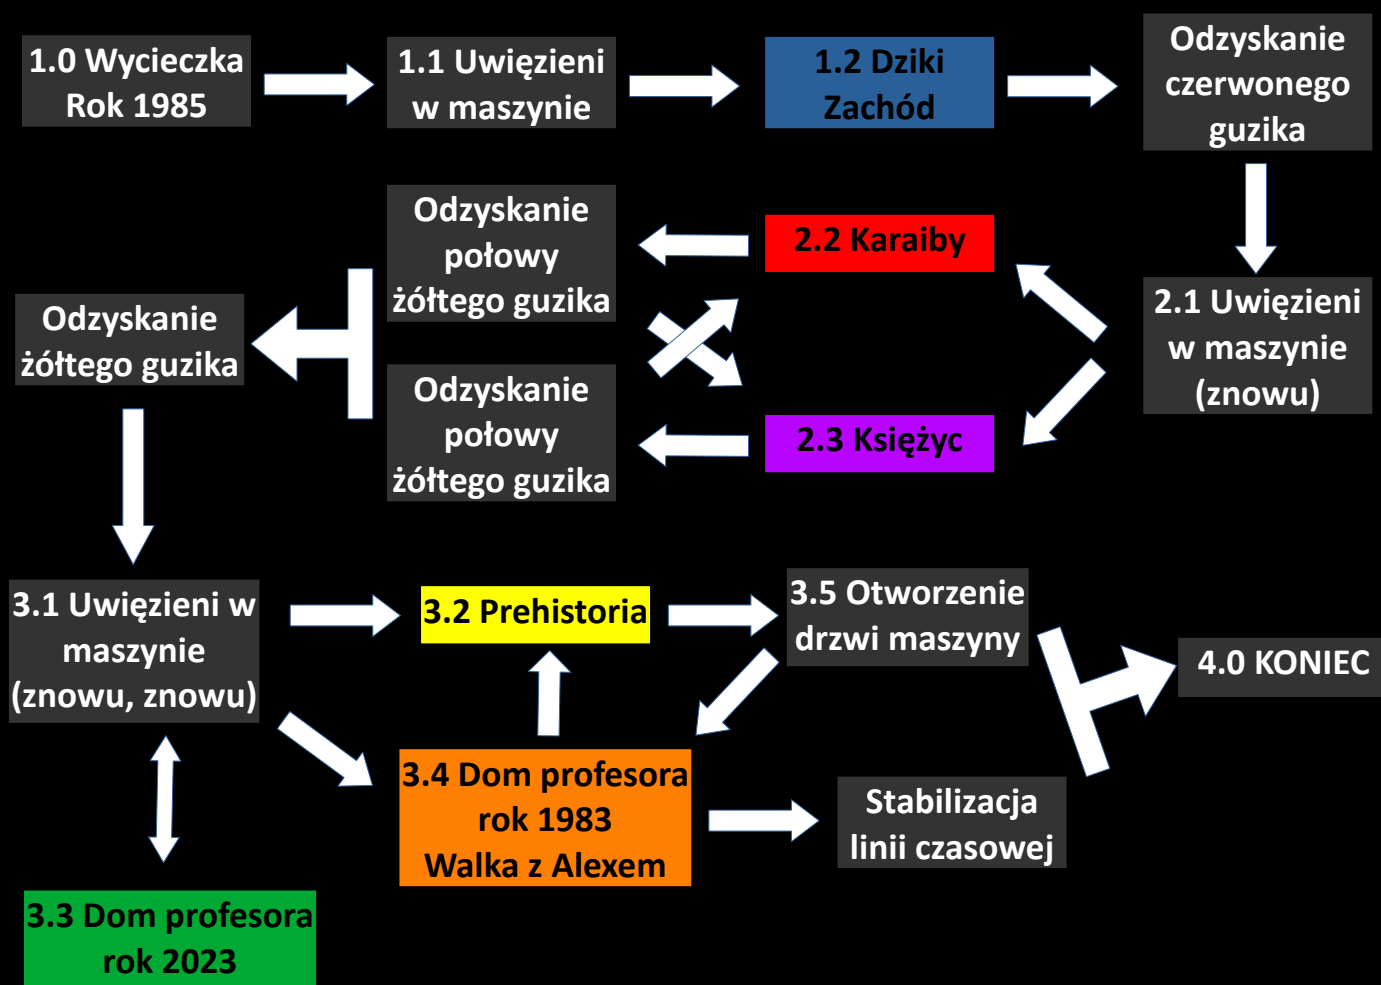 1.0 Wycieczka
Rok 1985
1.1 Uwięzieni
w maszynie
1.2 Dziki
Zachód
Odzyskanie
czerwonego
guzika
Odzyskanie
połowy
żółtego guzika
2.2 Karaiby
2.1 Uwięzieni
w maszynie
(znowu)
Odzyskanie
żółtego guzika
Odzyskanie
połowy
żółtego guzika
2.3 Księżyc
3.1 Uwięzieni w
maszynie
(znowu, znowu)
3.2 Prehistoria
3.5 Otworzenie
drzwi maszyny
4.0 KONIEC
3.4 Dom profesora
rok 1983
Walka z Alexem
Stabilizacja
linii czasowej
3.3 Dom profesora
rok 2023